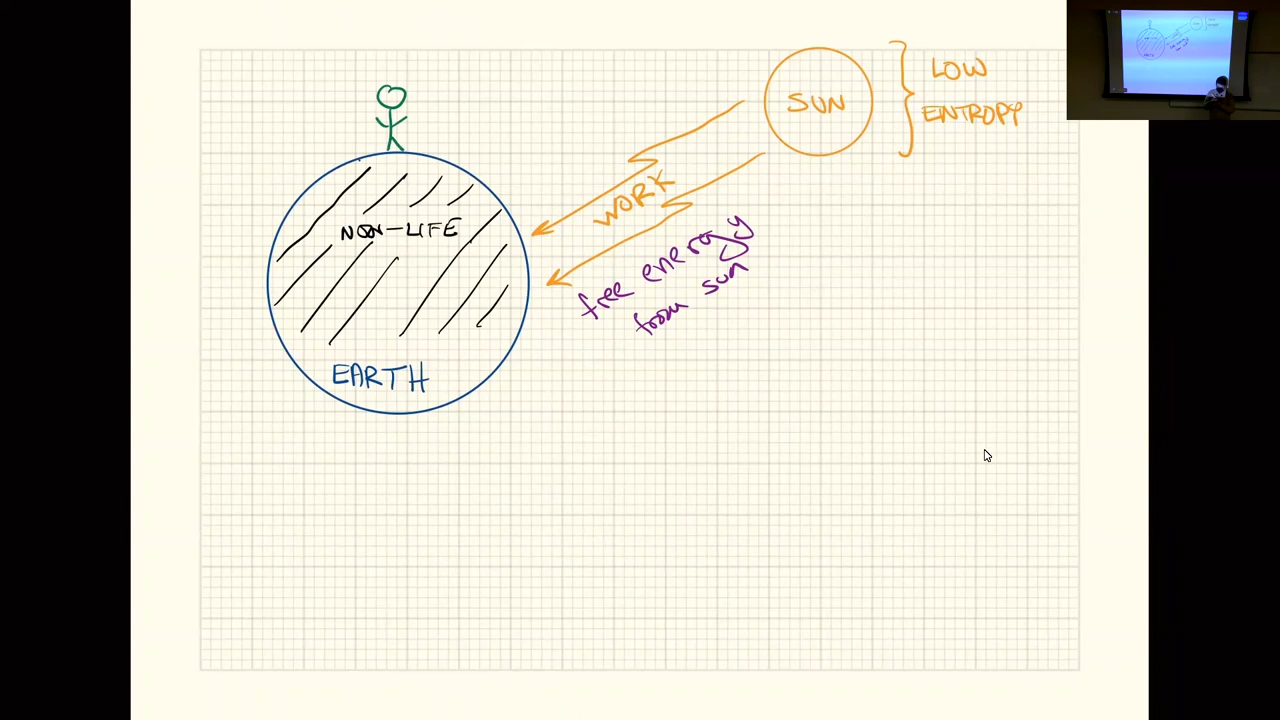 SUN
LOW
ENTROPY
WORK
NON-LIFE
free energy
from sun
EARTH